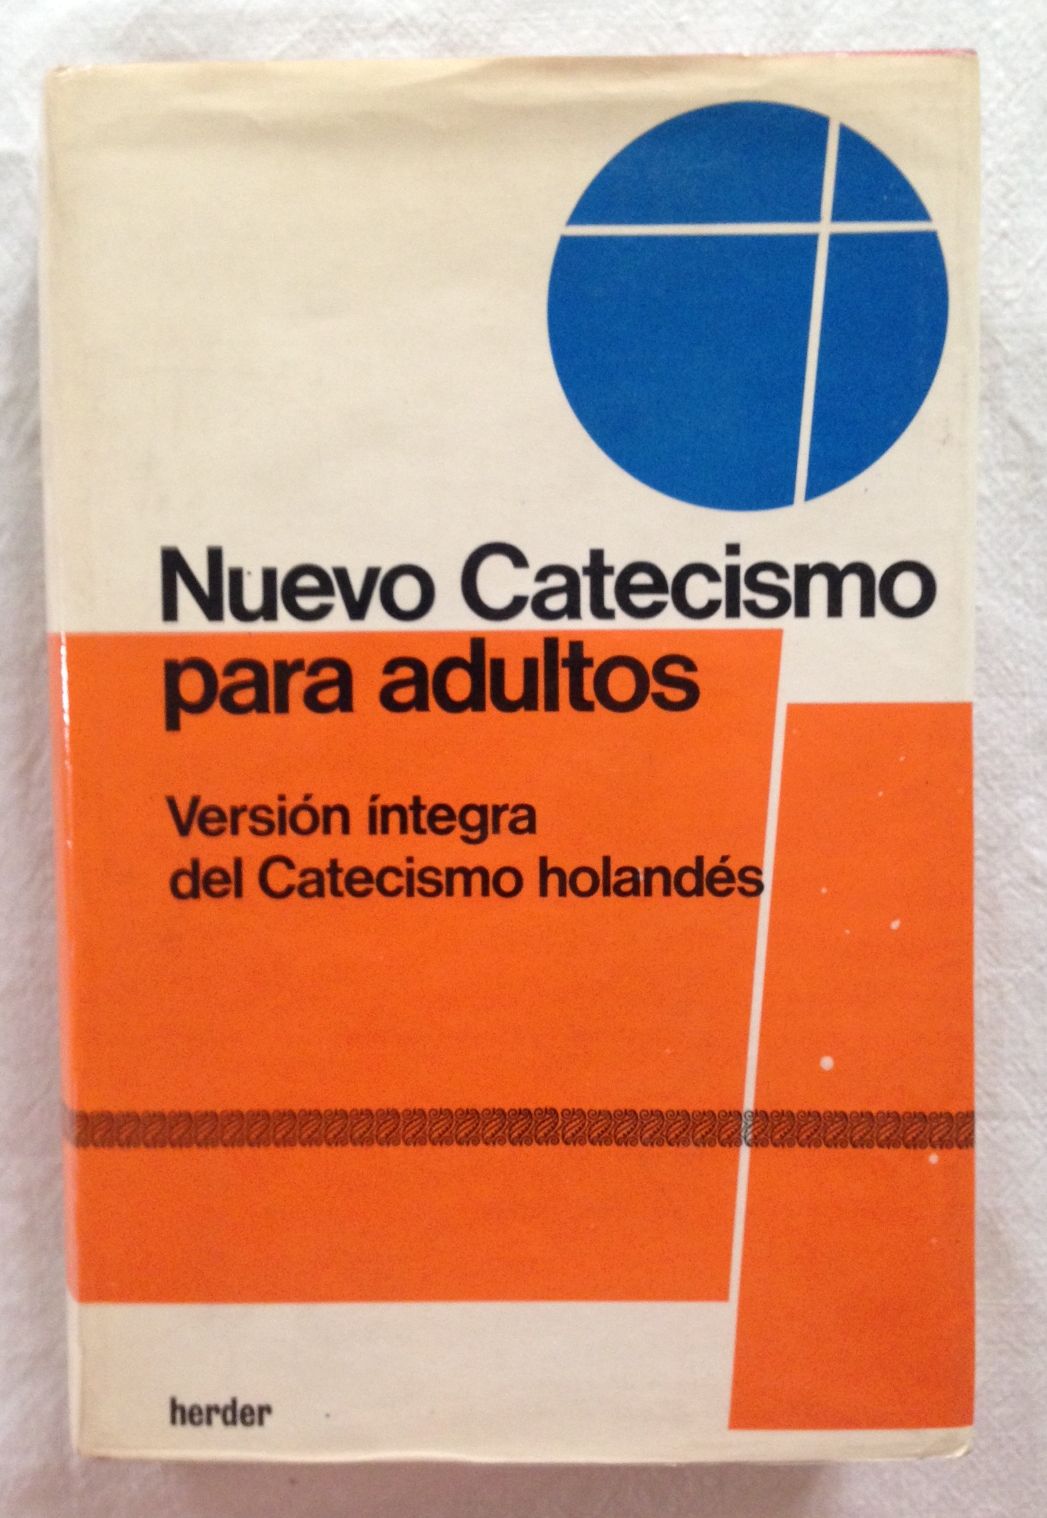 Nuevo Catecismo
para adultos
Versión íntegra
del Catecismo holandés
herder